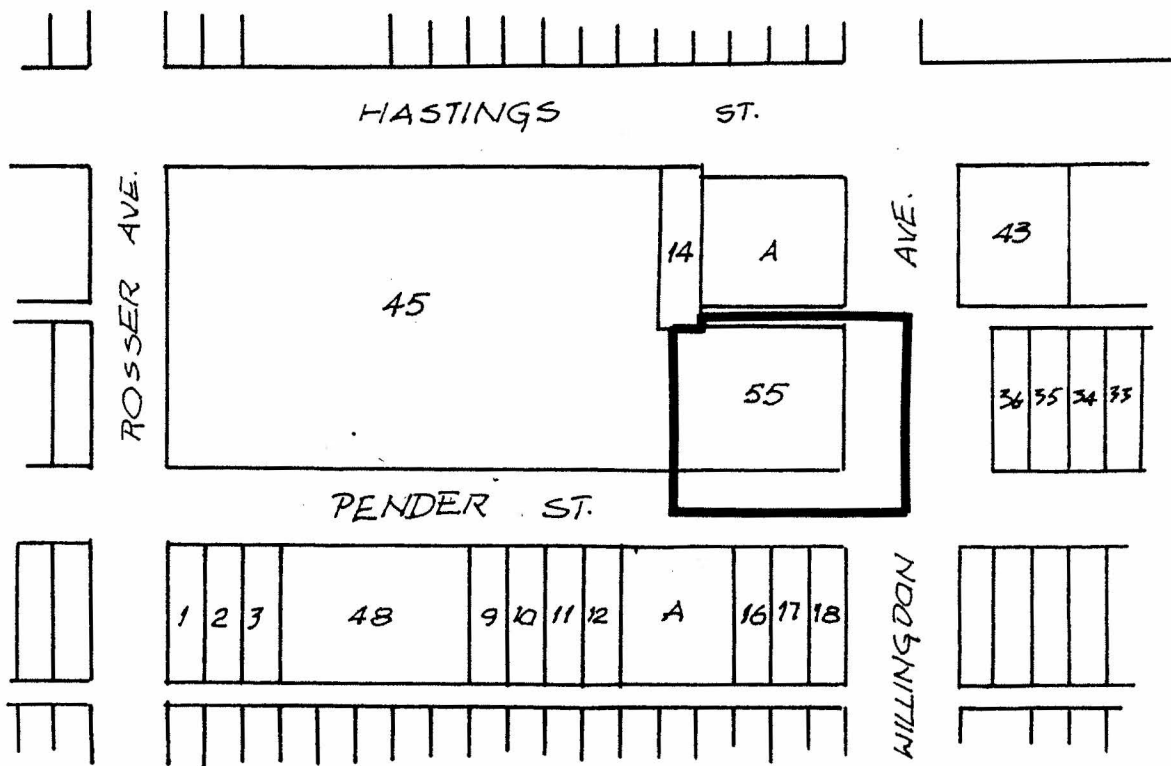 HASTINGS ST.
ROSSER AVE.
45
14
A
AVE.
43
55
36 35 34 33
PENDER ST.
1 2 3 48 9 10 11 12 A 16 17 18
WILLINGDON